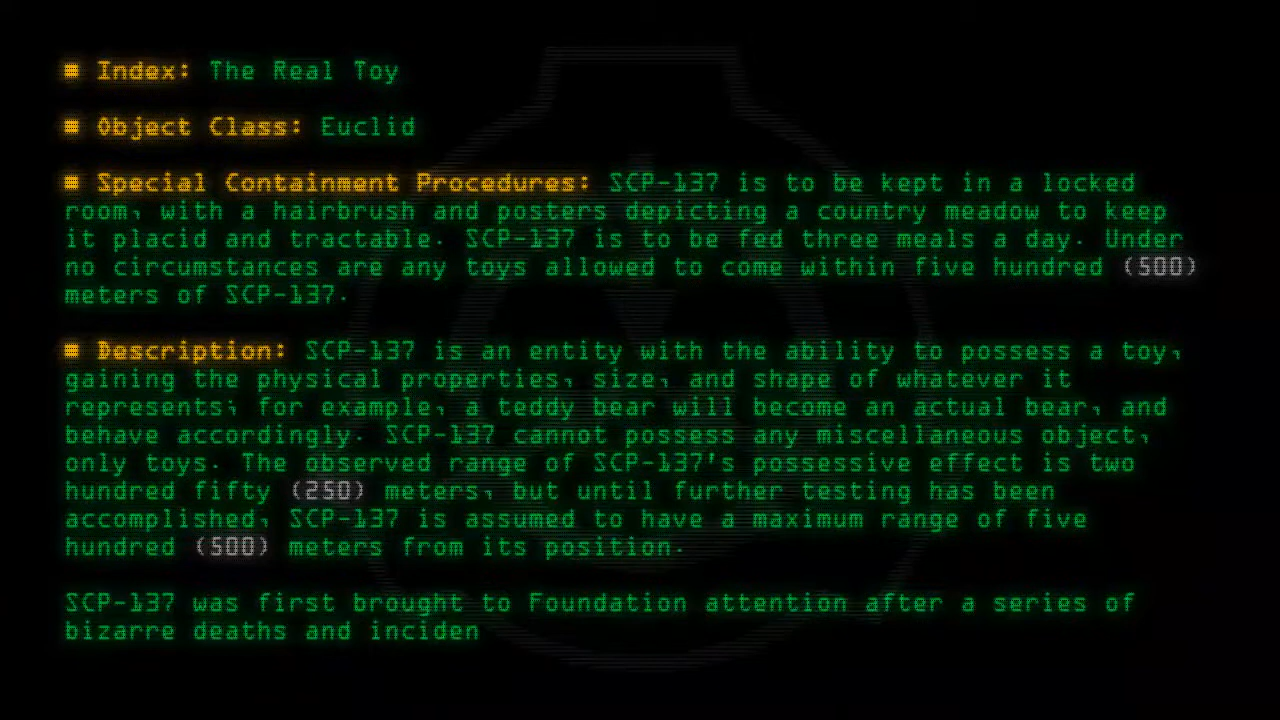 ■ Index: The Real Toy
■ Object Class: Euclid
■ Special Containment Procedures: SCP-137 is to be kept in a locked
room, with a hairbrush and posters depicting a country meadow to keep
it placid and tractable. SCP-137 is to be fed three meals a day. Under
no circumstances are any toys allowed to come within five hundred (500)
meters of SCP-137.
■ Description: SCP-137 is an entity with the ability to possess a toy,
gaining the physical properties, size, and shape of whatever it
represents; for example, a teddy bear will become an actual bear, and
behave accordingly. SCP-137 cannot possess any miscellaneous object,
only toys. The observed range of SCP-137's possessive effect is two
hundred fifty (250) meters, but until further testing has been
accomplished, SCP-137 is assumed to have a maximum range of five
hundred (500) meters from its position.
SCP-137 was first brought to Foundation attention after a series of
bizarre deaths and inciden